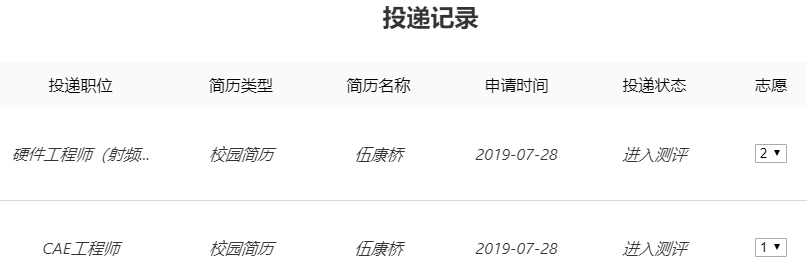 投递记录
投递职位 简历类型 简历名称 申请时间 投递状态 志愿
硬件工程师（射频... 校园简历 伍康桥 2019-07-28 进入测评 2
CAE工程师 校园简历 伍康桥 2019-07-28 进入测评 1